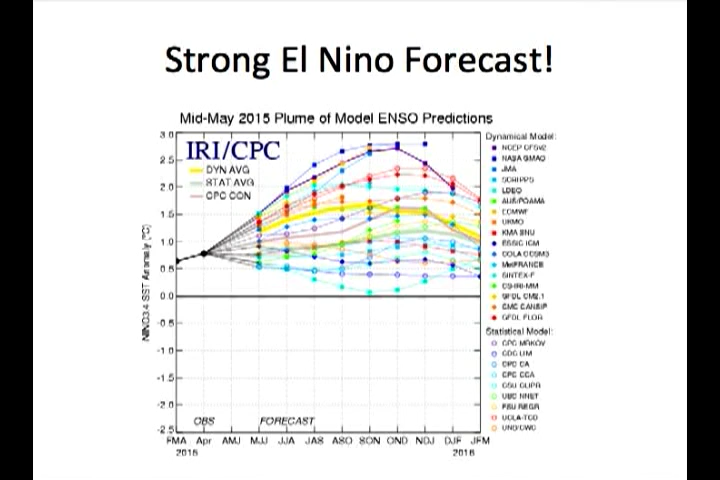 Strong El Nino Forecast!
Mid-May 2015 Plume of Model ENSO Predictions
IRI/CPC
DYN AVG
STAT AVG
CPC CON
NINO3.4 SST Anomaly (°C)
3.0
2.5
2.0
1.5
1.0
0.5
0.0
-0.5
-1.0
-1.5
-2.0
-2.5
OBS FORECAST
FMA Apr AMJ MJJ JJA JAS ASO SON OND NDJ DJF JFM
2015 2016
Dynamical Model:
NCEP CFSv2
NASA GMAO
JMA
SCRIPPS
LDEO
AUS/POAMA
ECMWF
UKMO
KMA SNU
ESSIC ICM
COLA CCSM3
MetFRANCE
SINTEX-F
CS-IRI-MM
GFDL CM2.1
CMC CANSIP
GFDL FLOR
Statistical Model:
CPC MRKOV
CDC LIM
CPC CA
CPC CCA
CSU CLIPR
UBC NNET
FSU REGR
UCLA-TCD